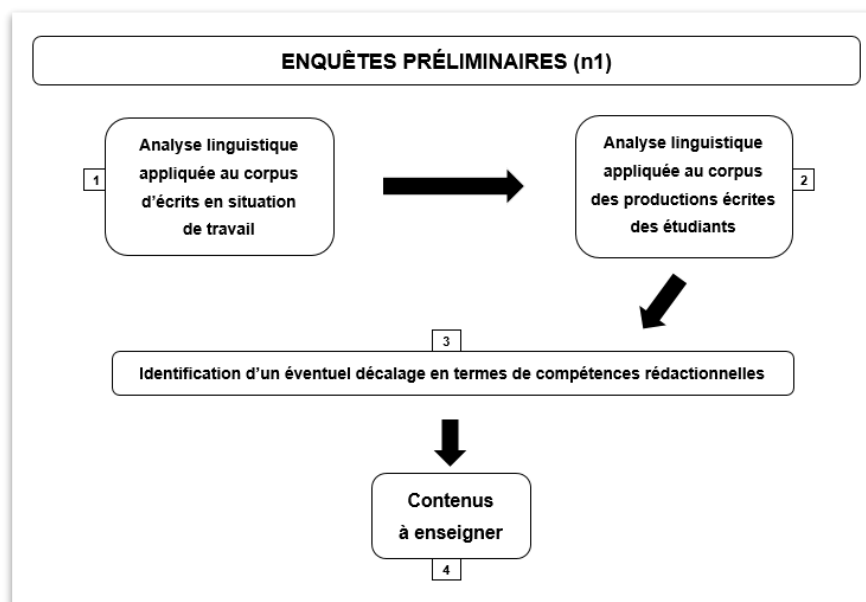 ENQUÊTES PRÉLIMINAIRES (n1)
1
Analyse linguistique
appliquée au corpus
d'écrits en situation
de travail
Analyse linguistique
appliquée au corpus
des productions écrites
des étudiants
2
3
Identification d'un éventuel décalage en termes de compétences rédactionnelles
Contenus
à enseigner
4